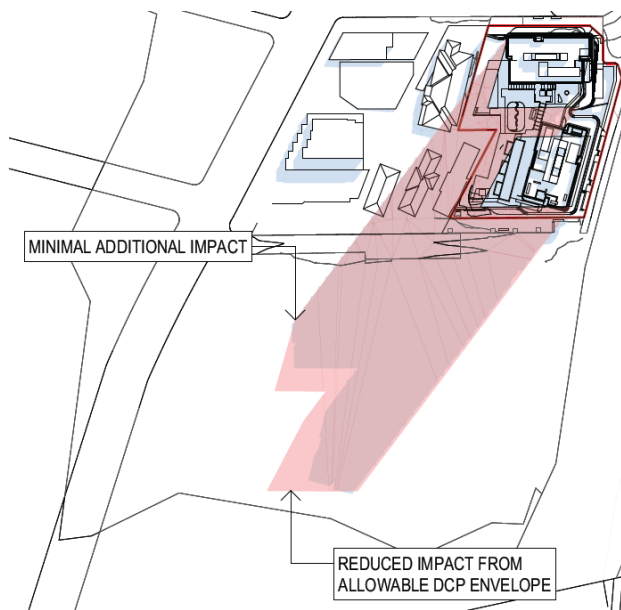 MINIMAL ADDITIONAL IMPACT
REDUCED IMPACT FROM
ALLOWABLE DCP ENVELOPE